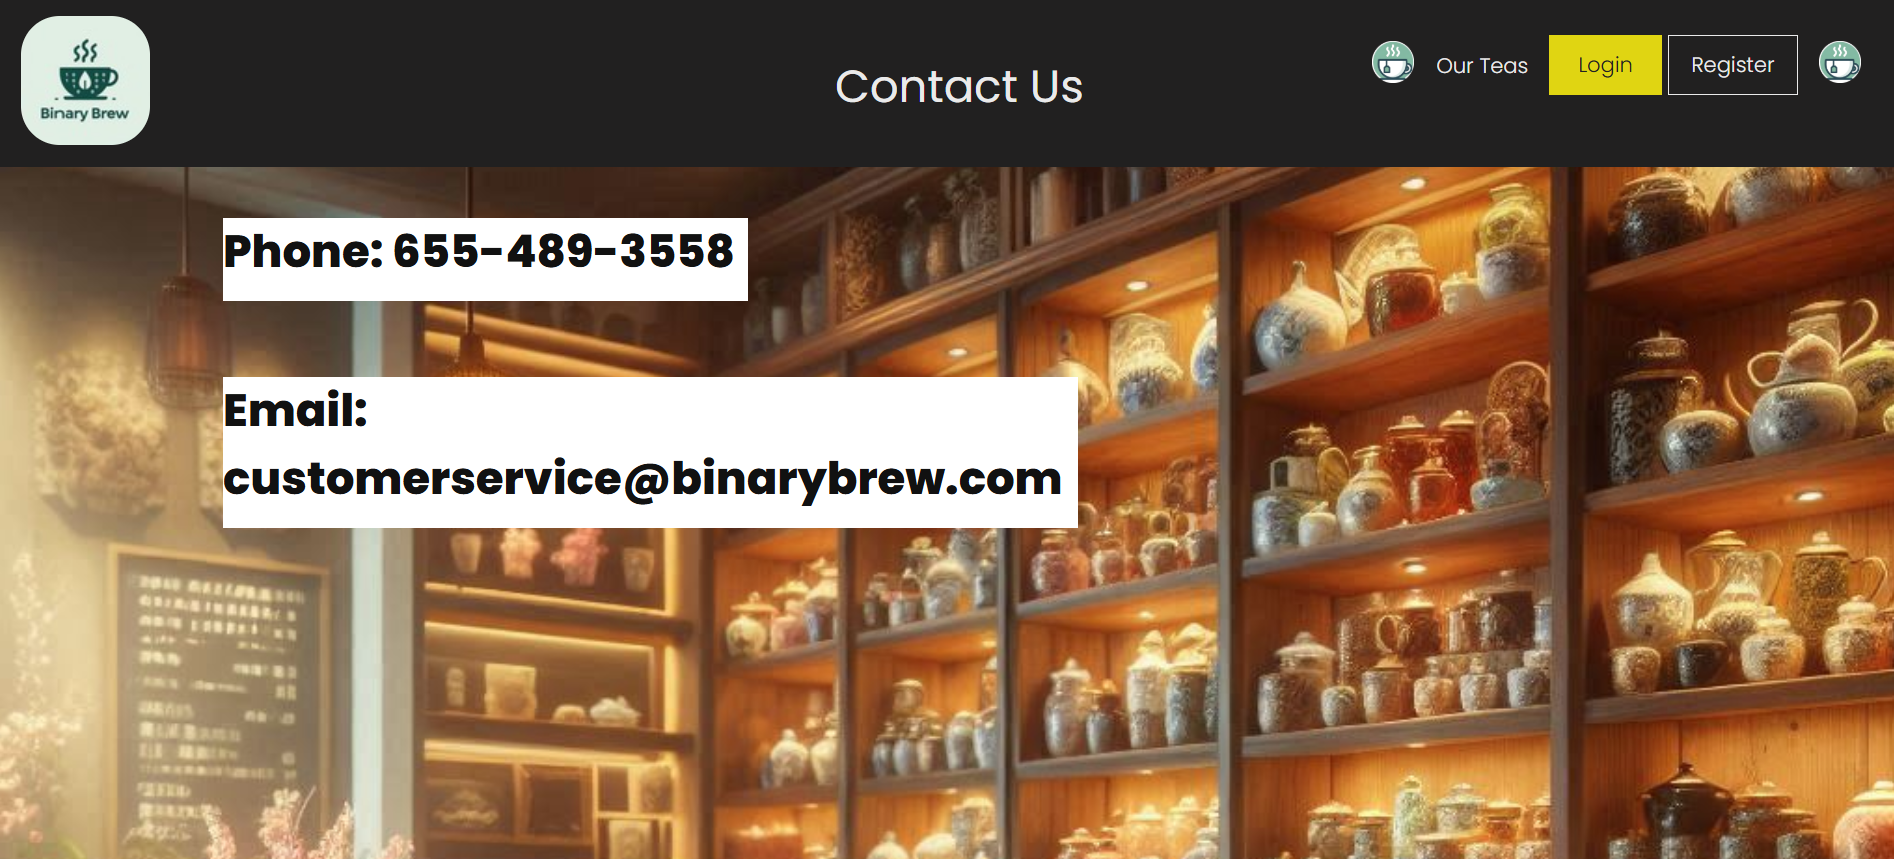 Binary Brew
Contact Us
Our Teas
Login
Register
Phone: 655-489-3558
Email:
customerservice@binarybrew.com